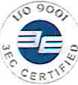 ISO 9001
3EC CERTIFIED